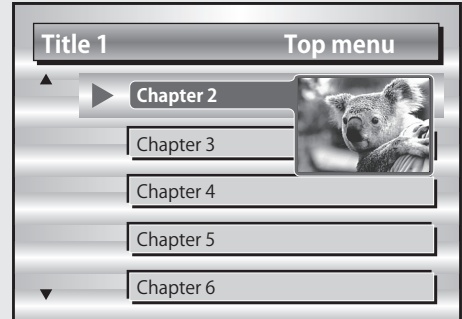 Title 1 Top menu
Chapter 2
Chapter 3
Chapter 4
Chapter 5
Chapter 6